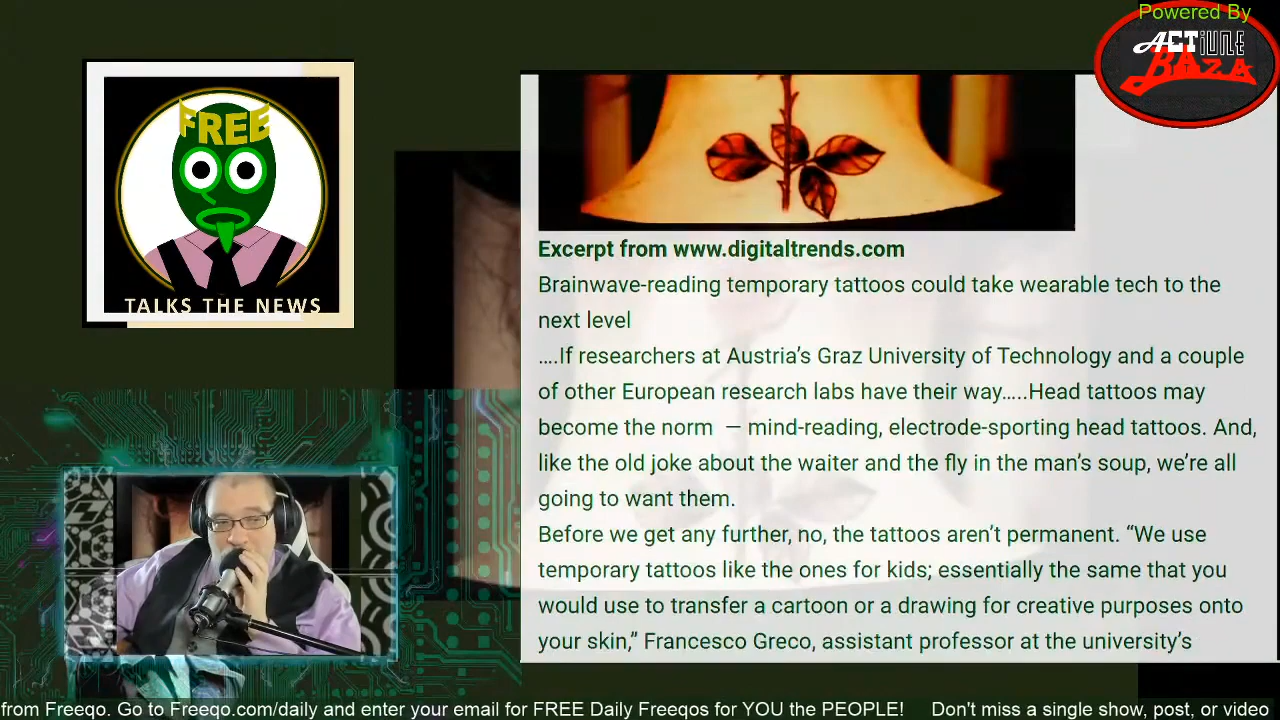 Powered By
ACTiUNE
BAZA
FREE
TALKS THE NEWS
Excerpt from www.digitaltrends.com
Brainwave-reading temporary tattoos could take wearable tech to the
next level
….If researchers at Austria’s Graz University of Technology and a couple
of other European research labs have their way…..Head tattoos may
become the norm  — mind-reading, electrode-sporting head tattoos. And,
like the old joke about the waiter and the fly in the man’s soup, we’re all
going to want them.
Before we get any further, no, the tattoos aren’t permanent. “We use
temporary tattoos like the ones for kids; essentially the same that you
would use to transfer a cartoon or a drawing for creative purposes onto
your skin,” Francesco Greco, assistant professor at the university’s
from Freeqo. Go to Freeqo.com/daily and enter your email for FREE Daily Freeqos for YOU the PEOPLE!     Don't miss a single show, post, or video